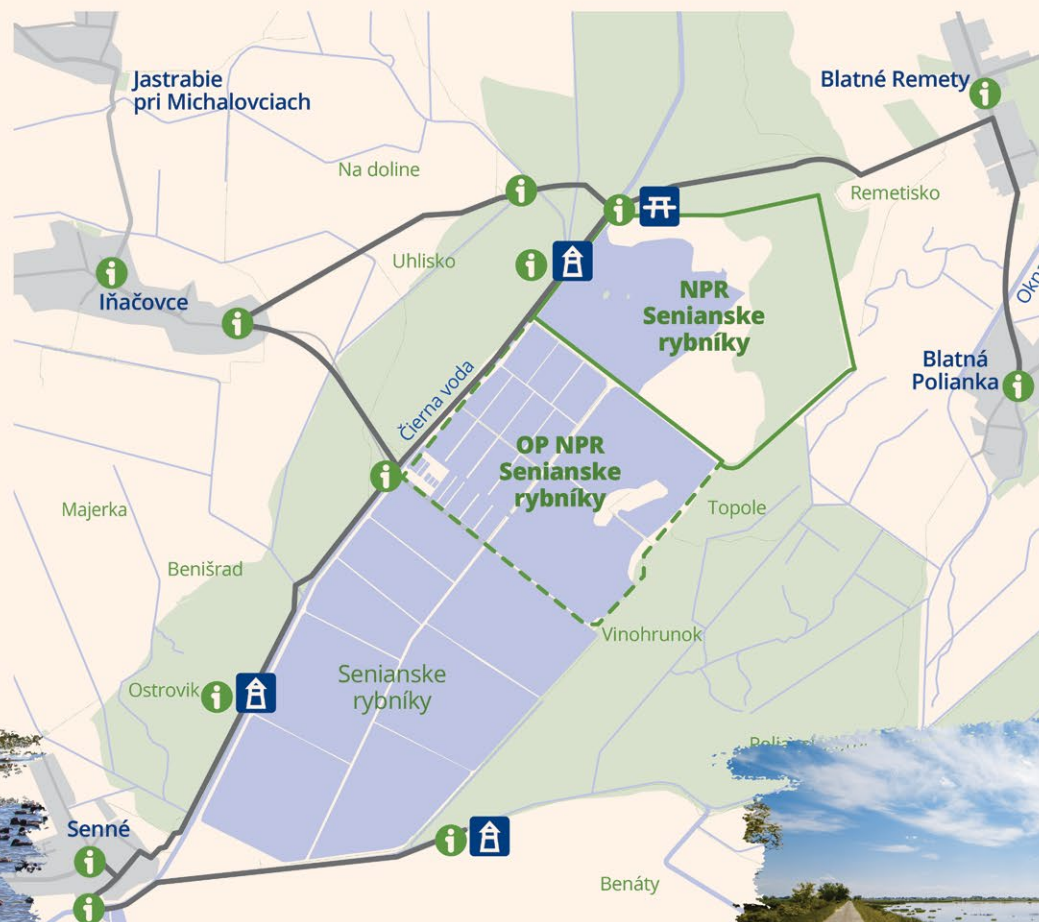 Jastrabie
pri Michalovciach
Blatné Remety
Na doline
Remetisko
Uhlisko
Iňačovce
NPR
Senianske
rybníky
Blatná
Polianka
Čierna voda
OP NPR
Senianske
rybníky
Majerka
Topole
Benišrad
Vinohrunok
Senianske
rybníky
Ostrovik
Senné
Benáty